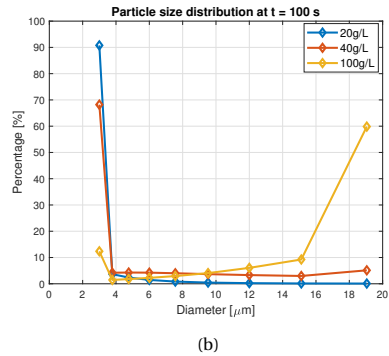 Particle size distribution at t = 100 s
100
90
80
70
60
50
40
30
20
10
0
Percentage [%]
20g/L
40g/L
100g/L
0 2 4 6 8 10 12 14 16 18 20
Diameter [μm]
(b)